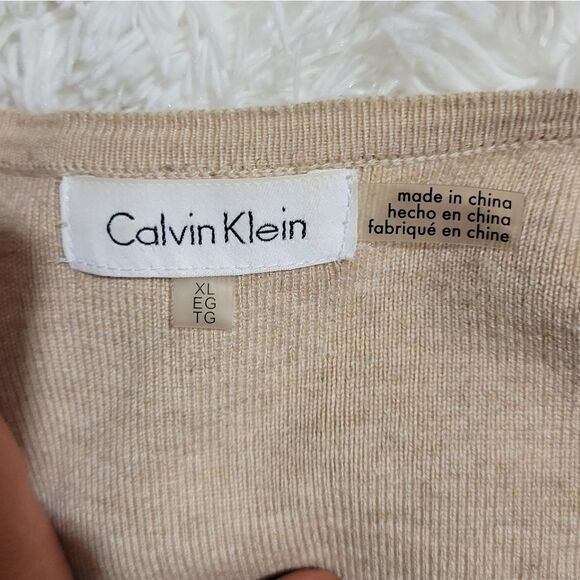 Calvin Klein
made in china
hecho en china
fabriqué en chine
XL
EG
TG